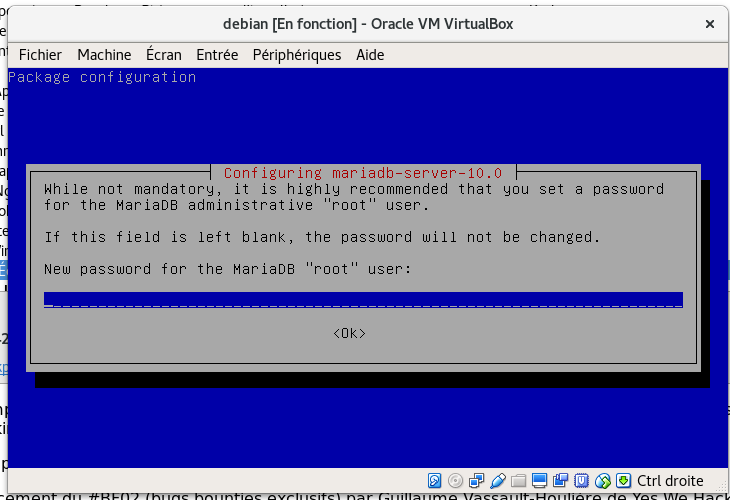 debian [En fonction] - Oracle VM VirtualBox
Fichier Machine Écran Entrée Périphériques Aide
Package configuration
Configuring mariadb-server-10.0
While not mandatory, it is highly recommended that you set a password
for the MariaDB administrative "root" user.
If this field is left blank, the password will not be changed.
New password for the MariaDB "root" user:
<Ok>
Ctrl droite
cement du #BF02 (bugs bounties exclusifs) par Guillaume Vassault-Houlière de Yes We Hack